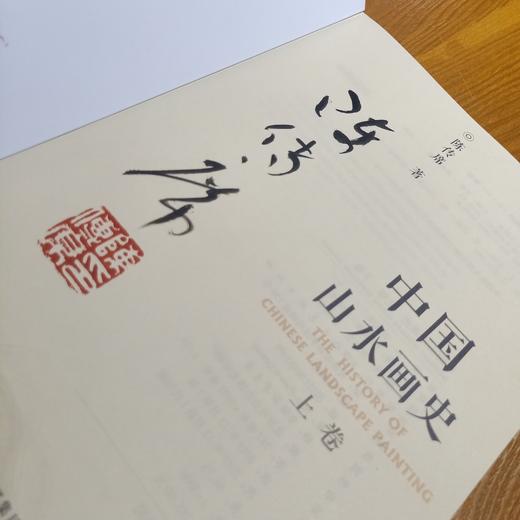 陈传席
◎陈传席 著
中国
山水画史
THE HISTORY OF
CHINESE LANDSCAPE PAINTING
上卷